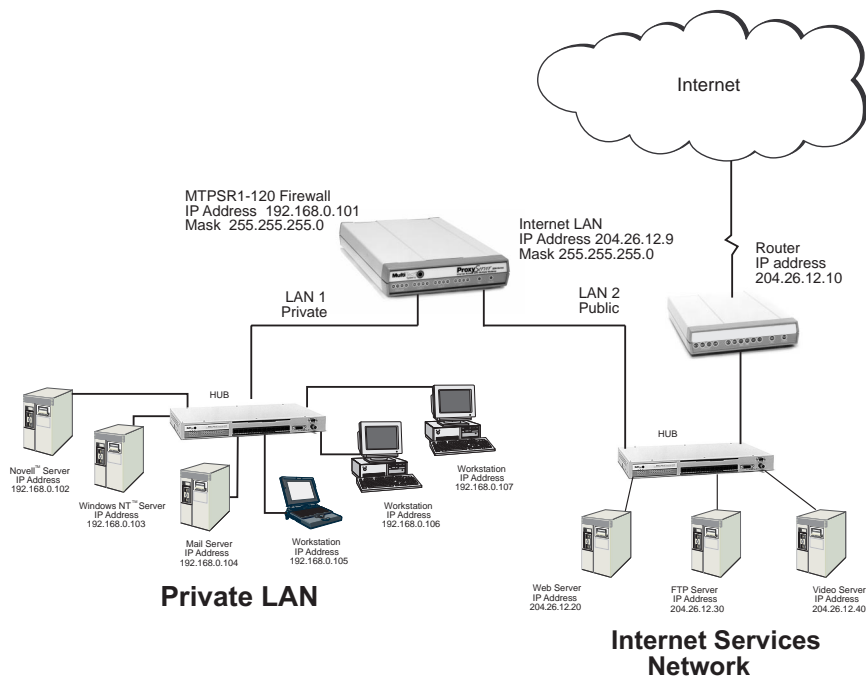 Internet
MTPSR1-120 Firewall
IP Address 192.168.0.101
Mask 255.255.255.0
Internet LAN
IP Address 204.26.12.9
Mask 255.255.255.0
Router
IP address
204.26.12.10
Multi
ProxyServer
LAN 1
Private
LAN 2
Public
HUB
Novell™ Server
IP Address
192.168.0.102
Windows NT™ Server
IP Address
192.168.0.103
Mail Server
IP Address
192.168.0.104
Workstation
IP Address
192.168.0.105
Workstation
IP Address
192.168.0.106
Workstation
IP Address
192.168.0.107
Private LAN
HUB
Web Server
IP Address
204.26.12.20
FTP Server
IP Address
204.26.12.30
Video Server
IP Address
204.26.12.40
Internet Services
Network